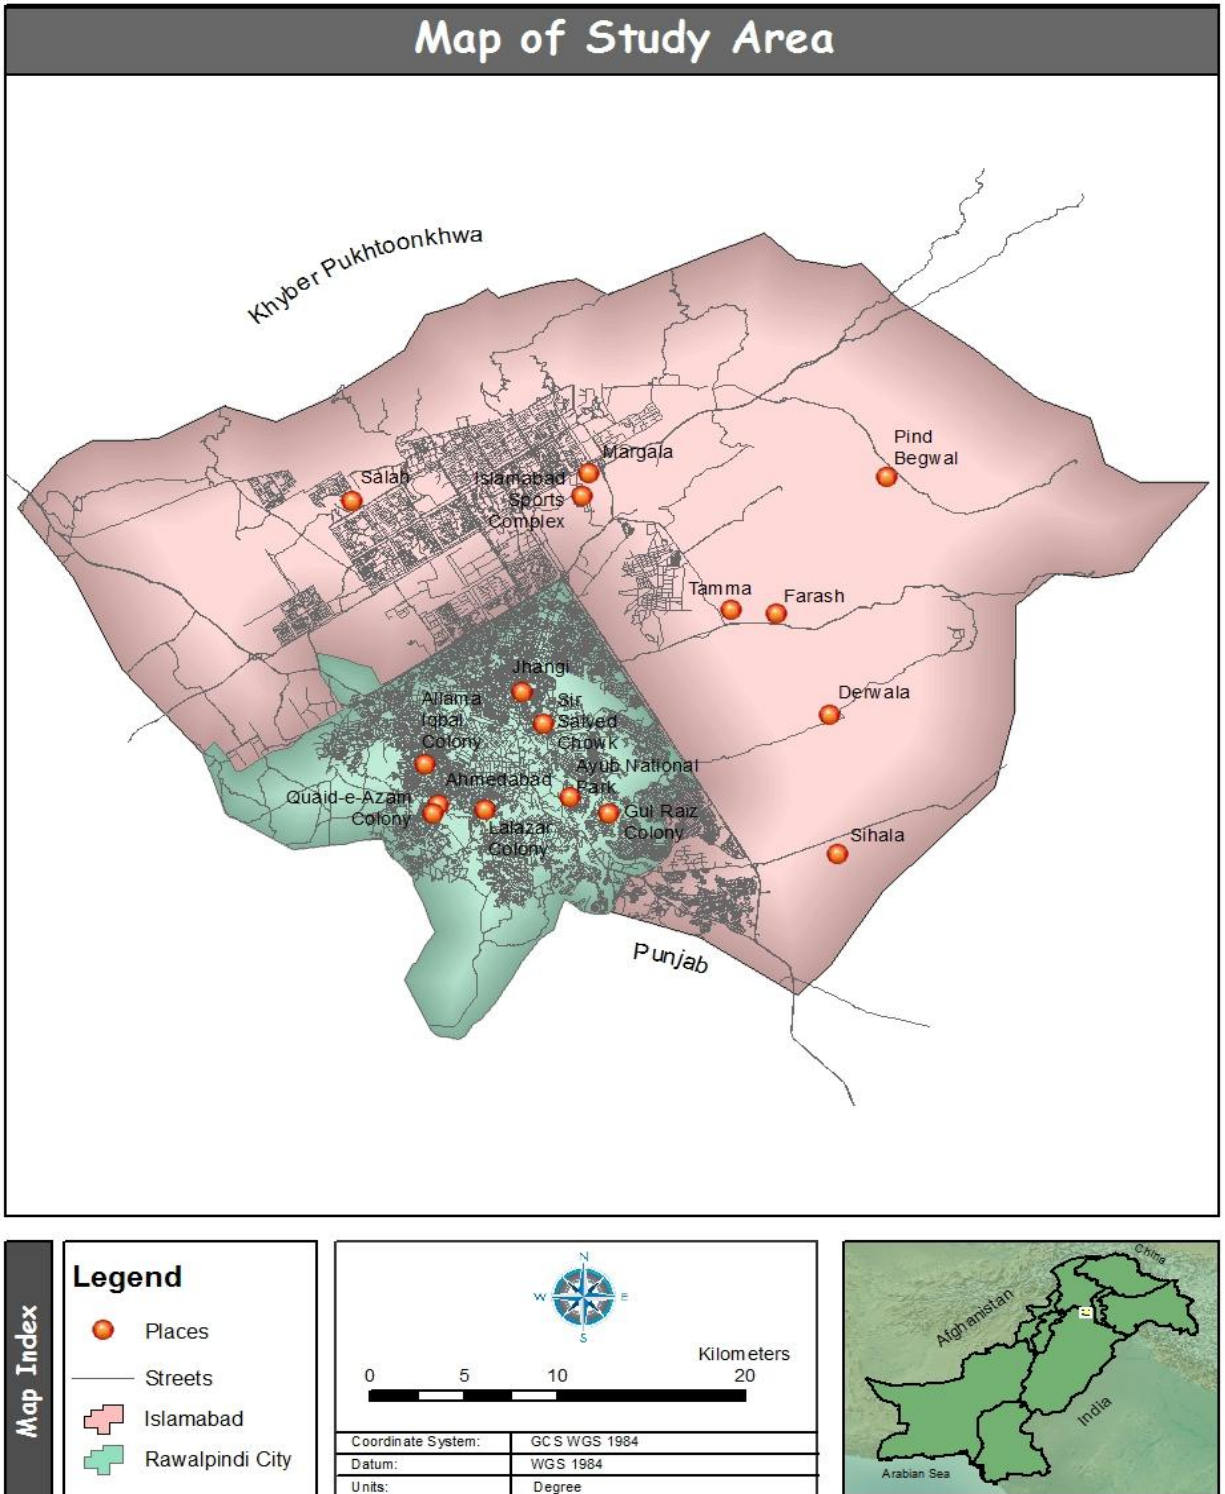 Map of Study Area
Khyber Pukhtoonkhwa
Pind
Begwal
Margala
Salah
Islamabad
Sports
Complex
Tamma
Farash
Jhangi
Derwala
Allama
Iqbal
Colony
Sir
Saiyed
Chowk
Ayub National
Park
Ahmedabad
Quaid-e-Azam
Colony
Gul Raiz
Colony
Lalazar
Colony
Sihala
Punjab
Map Index
Legend
Places
Streets
Islamabad
Rawalpindi City
N
W E
S
Kilometers
0 5 10 20
Coordinate System: GCS WGS 1984
Datum: WGS 1984
Units: Degree
China
Afghanistan
India
Arabian Sea